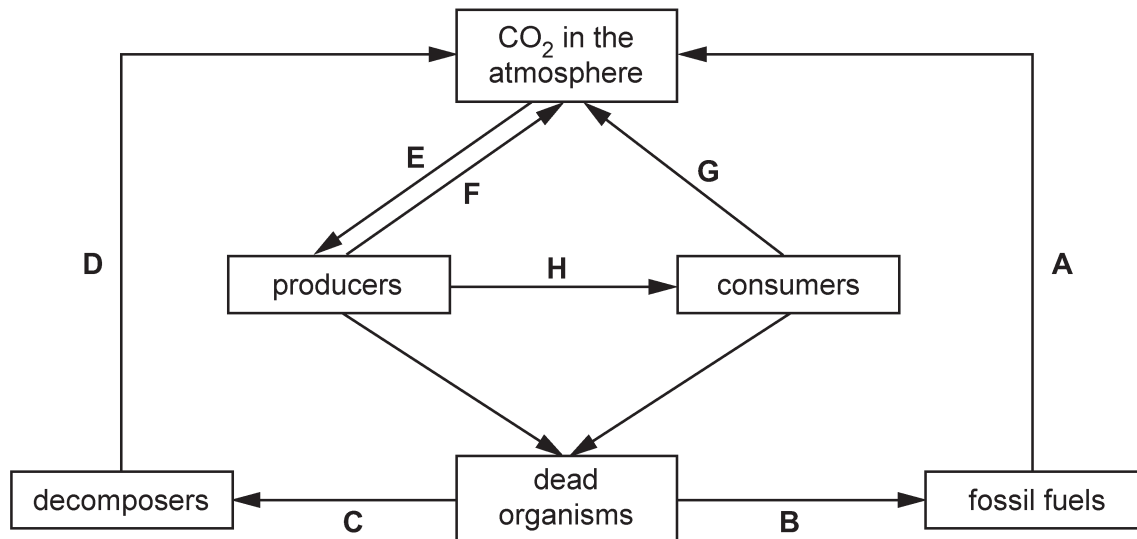 CO₂ in the
atmosphere
E
F
G
D
A
H
producers
consumers
dead
organisms
decomposers
fossil fuels
C
B